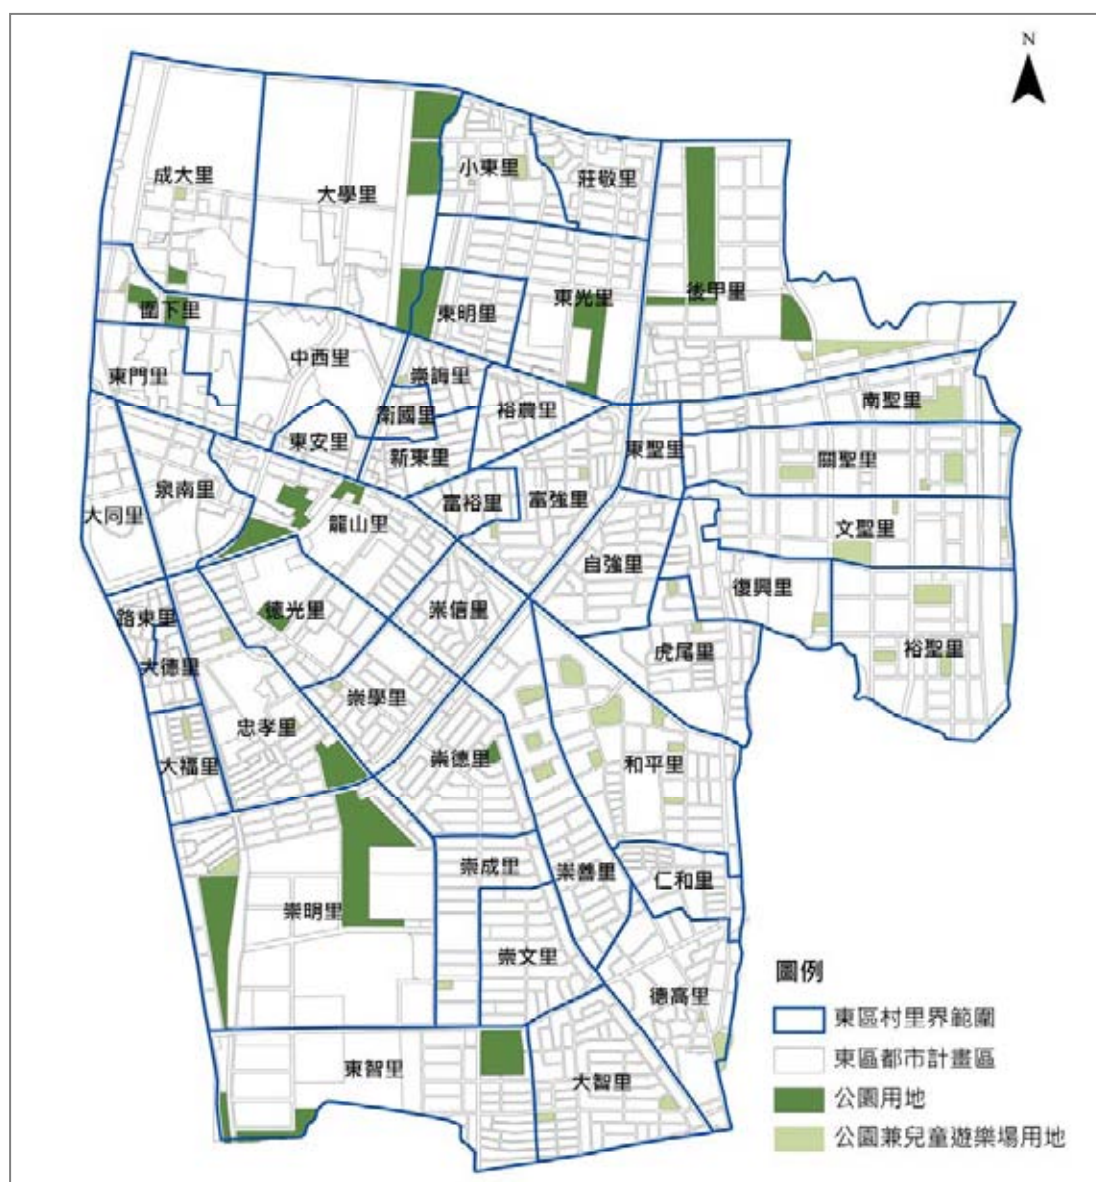 N
小東里
莊敬里
成大里
大學里
後甲里
東光里
圍下里
東明里
中西里
東門里
崇誨里
南聖里
衛國里
裕農里
東安里
東聖里
關聖里
新東里
泉南里
富裕里
富強里
大同里
龍山里
文聖里
自強里
復興里
德光里
崇信里
路東里
虎尾里
裕聖里
大德里
崇學里
忠孝里
崇德里
和平里
大福里
崇成里
崇善里
仁和里
崇明里
崇文里
德高里
東智里
大智里
圖例
東區村里界範圍
東區都市計畫區
公園用地
公園兼兒童遊樂場用地